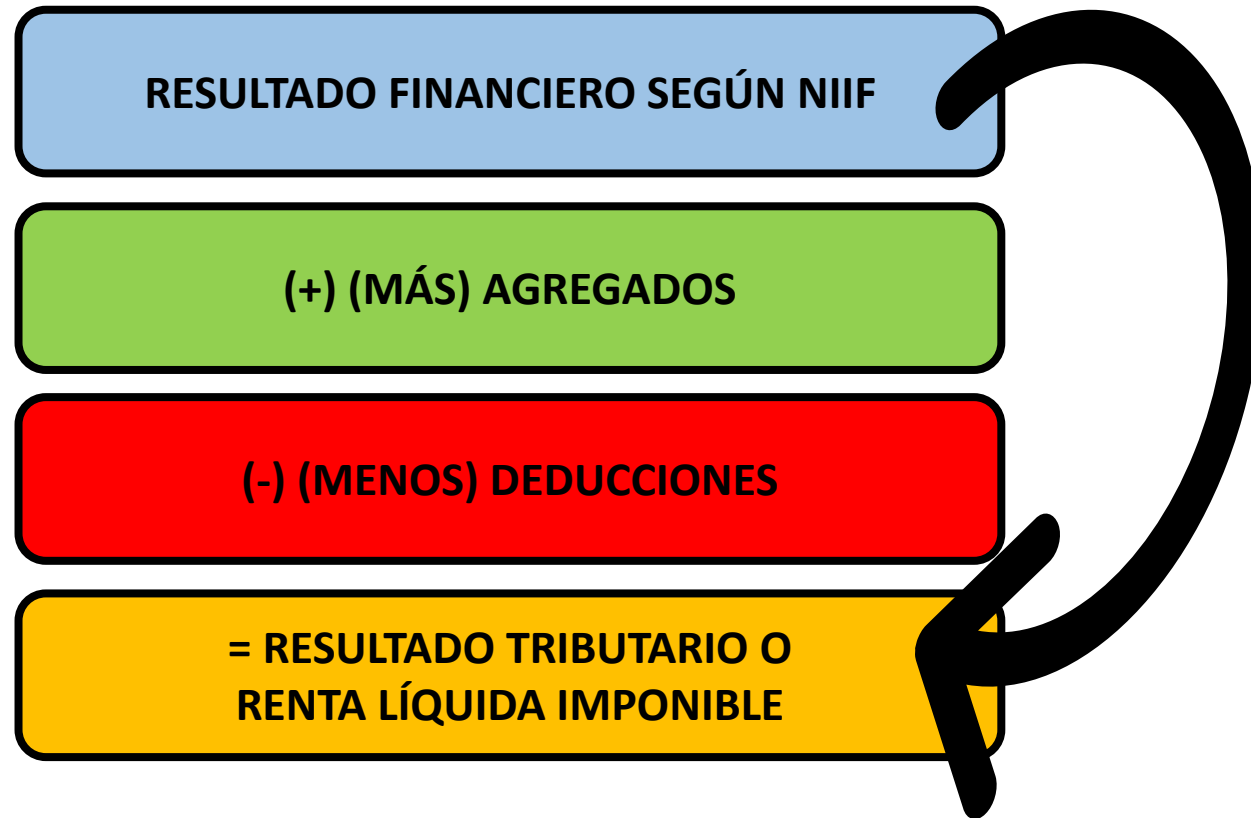 RESULTADO FINANCIERO SEGÚN NIIF
(+) (MÁS) AGREGADOS
(-) (MENOS) DEDUCCIONES
= RESULTADO TRIBUTARIO O
RENTA LÍQUIDA IMPONIBLE